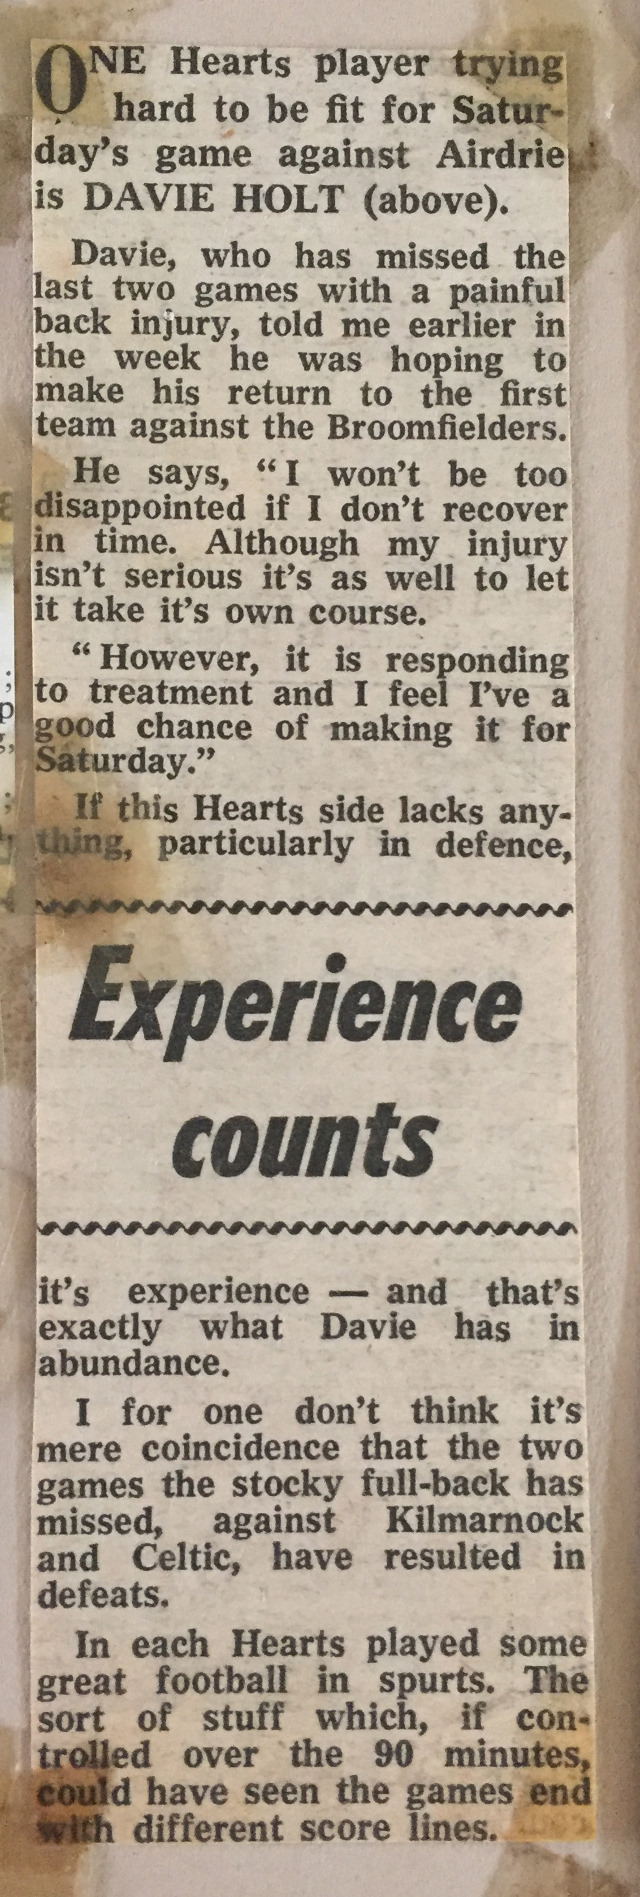 ONE Hearts player trying
hard to be fit for Satur-
day's game against Airdrie
is DAVIE HOLT (above).
Davie, who has missed the
last two games with a painful
back injury, told me earlier in
the week he was hoping to
make his return to the first
team against the Broomfielders.
He says, “I won't be too
disappointed if I don't recover
in time. Although my injury
isn't serious it's as well to let
it take it's own course.
“However, it is responding
to treatment and I feel I've a
good chance of making it for
Saturday.”
If this Hearts side lacks any-
thing, particularly in defence,
Experience
counts
it's experience — and that's
exactly what Davie has in
abundance.
I for one don't think it's
mere coincidence that the two
games the stocky full-back has
missed, against Kilmarnock
and Celtic, have resulted in
defeats.
In each Hearts played some
great football in spurts. The
sort of stuff which, if con-
trolled over the 90 minutes,
could have seen the games end
with different score lines.